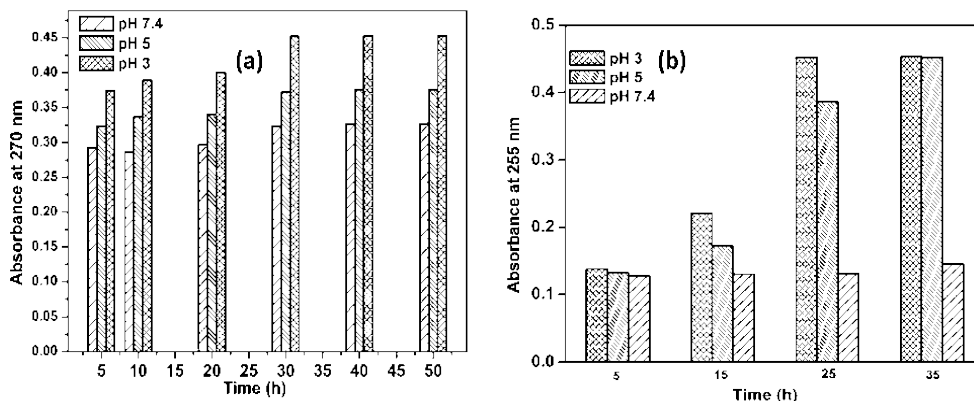 pH 7.4
pH 5
pH 3
(a)
0.45
0.40
0.35
0.30
0.25
0.20
0.15
0.10
0.05
0.00
Absorbance at 270 nm
5 10 15 20 25 30 35 40 45 50
Time (h)
pH 3
pH 5
pH 7.4
(b)
0.5
0.4
0.3
0.2
0.1
0.0
Absorbance at 255 nm
5 15 25 35
Time (h)